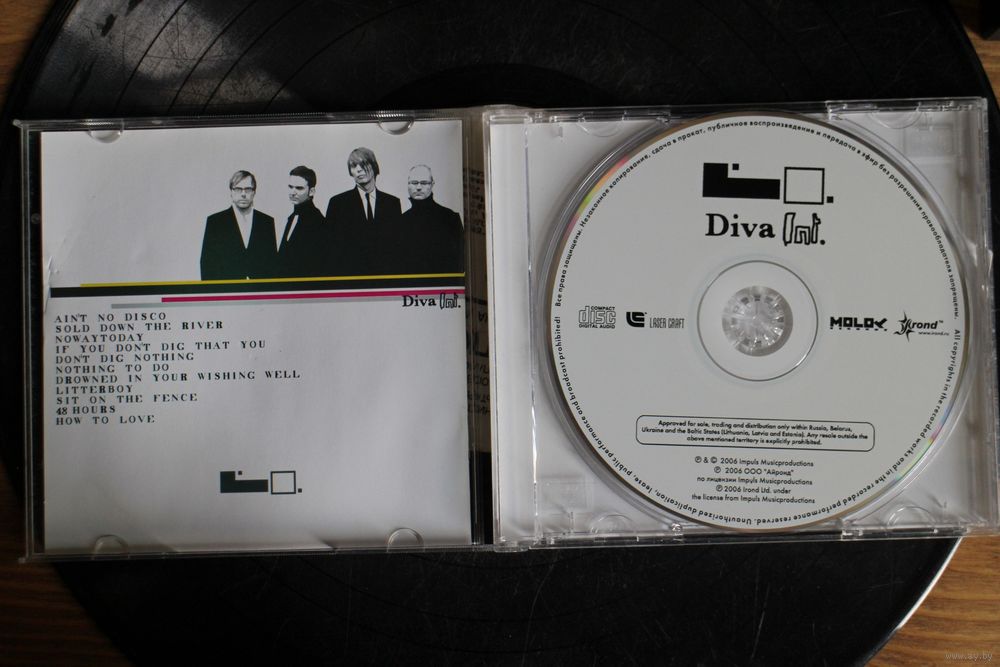 Diva Int.
AINT NO DISCO
SOLD DOWN THE RIVER
NOWAYTODAY
IF YOU DONT DIG THAT YOU
DONT DIG NOTHING
NOTHING TO DO
DROWNED IN YOUR WISHING WELL
LITTERBOY
SIT ON THE FENCE
48 HOURS
HOW TO LOVE
Все права защищены. Незаконное копирование, сдача в прокат, публичное воспроизведение и передача в эфир без разрешения правообладателя запрещены.
All copyrights in the recorded works and in the recorded performance reserved. Unauthorized duplication, lease, public performance and broadcast prohibited!
Diva Int.
COMPACT
disc
DIGITAL AUDIO
LASER CRAFT
irond™
www.irond.ru
Approved for sale, trading and distribution only within Russia, Belarus,
Ukraine and the Baltic States (Lithuania, Latvia and Estonia). Any resale outside the
above mentioned territory is explicitly prohibited.
℗ & © 2006 Impuls Musicproductions
℗ 2006 ООО "Айронд"
по лицензии Impuls Musicproductions
℗ 2006 Irond Ltd. under
the license from Impuls Musicproductions
www.ay.by